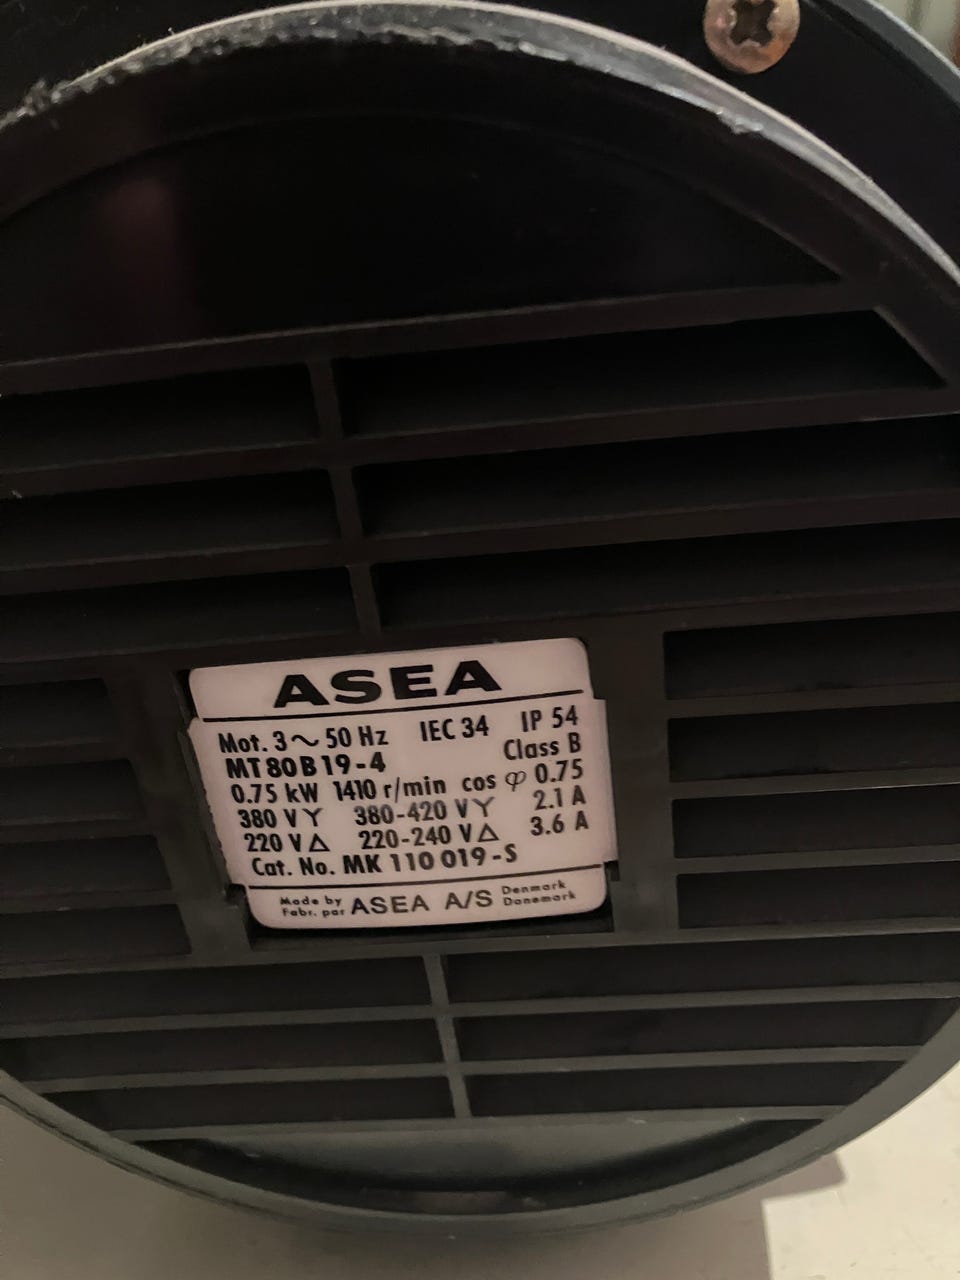 ASEA
Mot. 3~ 50 Hz IEC 34 IP 54
MT 80 B 19-4 Class B
0.75 kW 1410 r/min cos φ 0.75
380 V Y 380-420 V Y 2.1 A
220 V Δ 220-240 V Δ 3.6 A
Cat. No. MK 110 019-S
Made by
Fabr. par
ASEA A/S
Denmark
Danemark